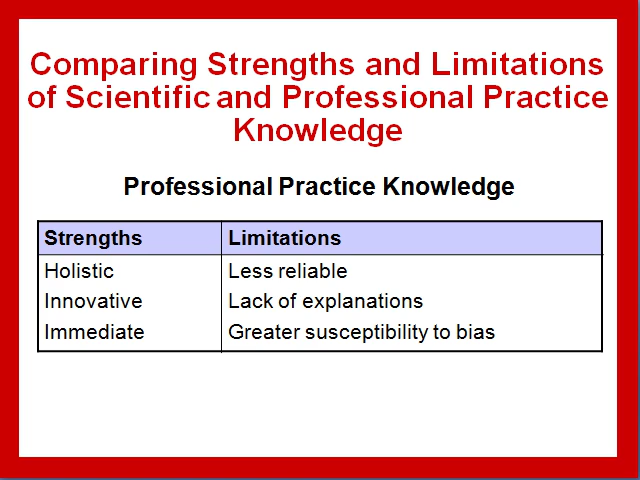 Comparing Strengths and Limitations
of Scientific and Professional Practice
Knowledge
Professional Practice Knowledge
Strengths Limitations
Holistic Less reliable
Innovative Lack of explanations
Immediate Greater susceptibility to bias